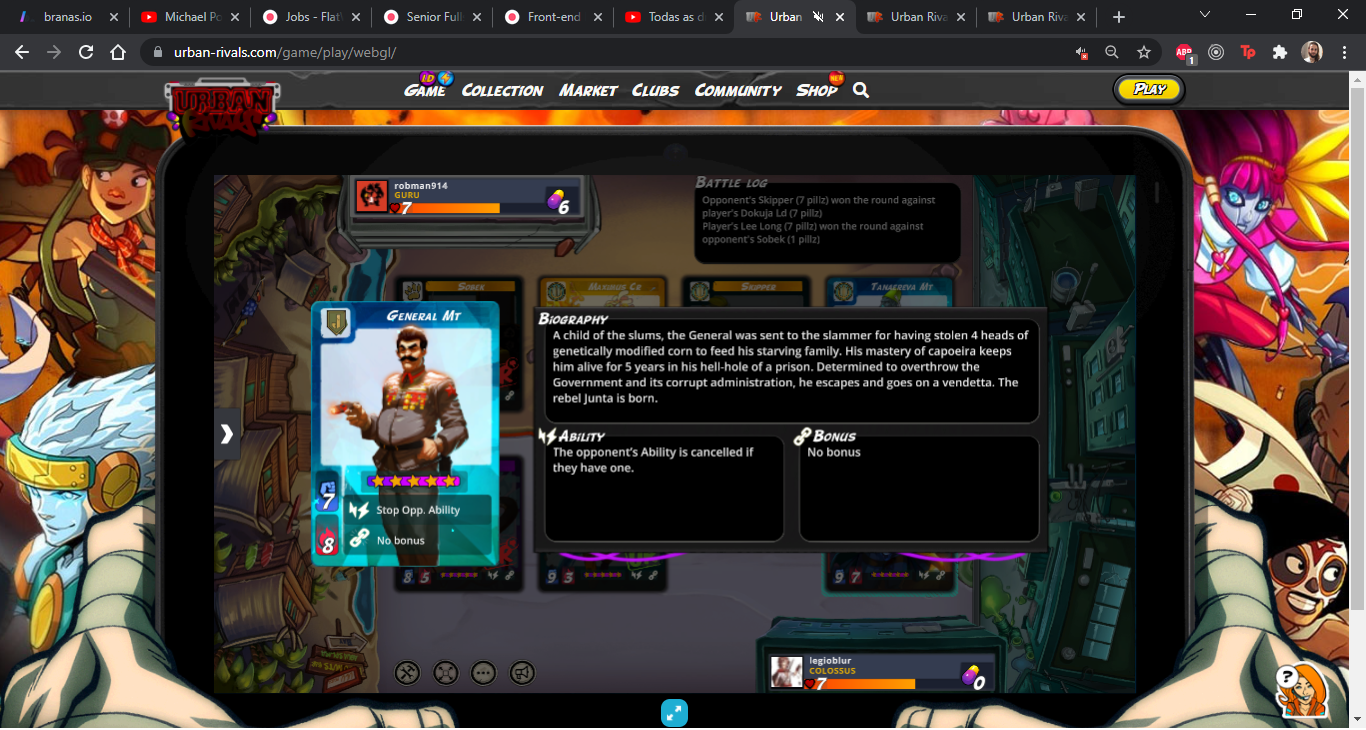 branas.io
Michael Po
Jobs - Flat
Senior Full
Front-end
Todas as d
Urban
Urban Riva
Urban Riva
urban-rivals.com/game/play/webgl/
ABP
1
Tp
URBAN
RIVALS
LD
GAME
COLLECTION
MARKET
CLUBS
COMMUNITY
NEW
SHOP
PLAY
robman914
GURU
7
6
BATTLE LOG
Opponent's Skipper (7 pillz) won the round against
player's Dokuja Ld (7 pillz)
Player's Lee Long (7 pillz) won the round against
opponent's Sobek (1 pillz)
SOBEK
MAXIMUS CR
SKIPPER
TANAEREVA MT
GENERAL MT
7
8
Stop Opp. Ability
No bonus
BIOGRAPHY
A child of the slums, the General was sent to the slammer for having stolen 4 heads of
genetically modified corn to feed his starving family. His mastery of capoeira keeps
him alive for 5 years in his hell-hole of a prison. Determined to overthrow the
Government and its corrupt administration, he escapes and goes on a vendetta. The
rebel Junta is born.
ABILITY
The opponent's Ability is cancelled if
they have one.
BONUS
No bonus
8 5
9 3
9 7
legioblur
COLOSSUS
7
0
?